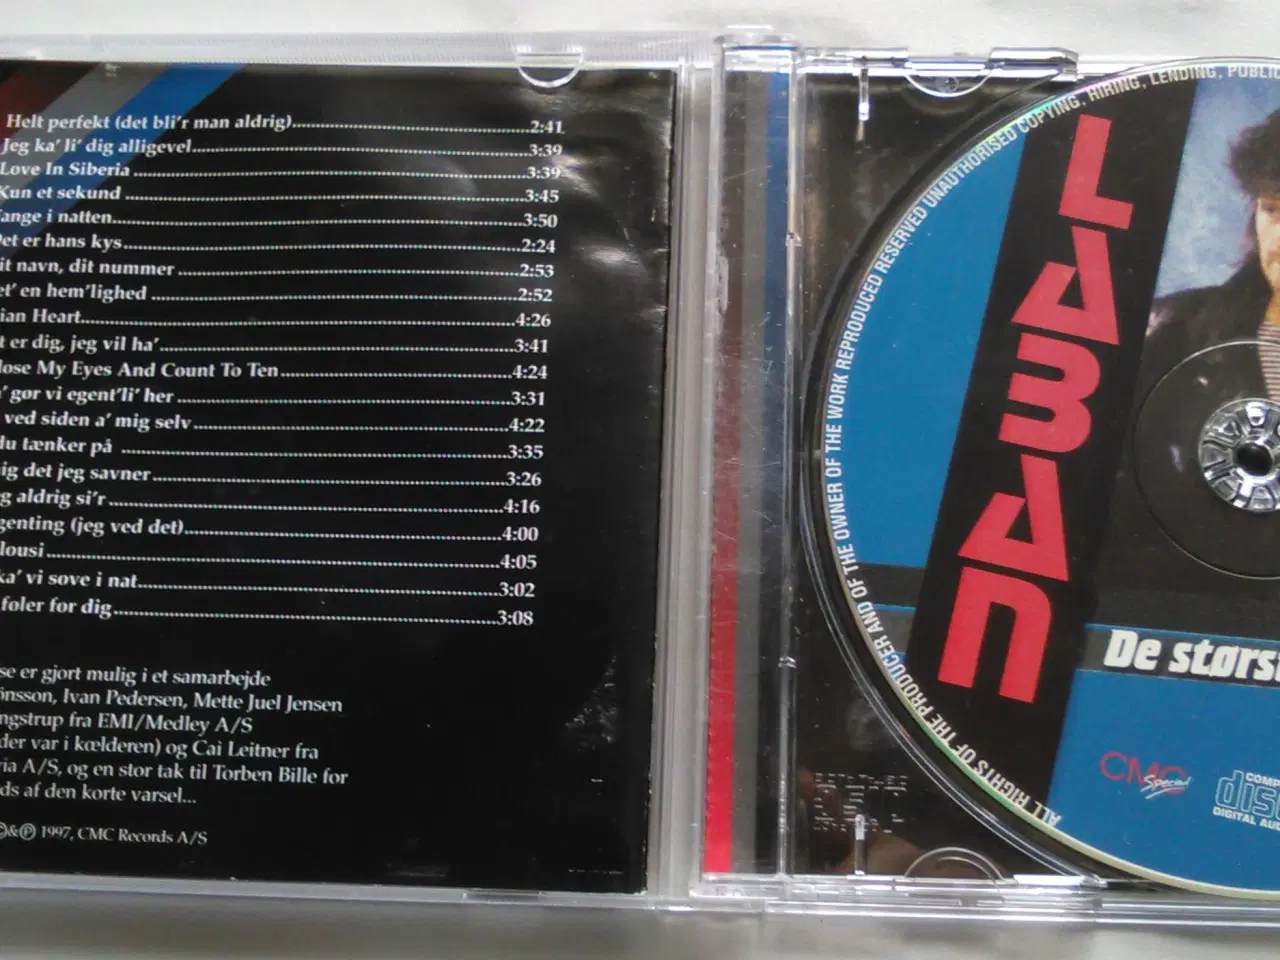 Helt perfekt (det bli'r man aldrig)....2:41
Jeg ka' li' dig alligevel....3:39
Love In Siberia....3:39
Kun et sekund....3:45
Fange i natten....3:50
Det er hans kys....2:24
it navn, dit nummer....2:53
et' en hem'lighed....2:52
ian Heart....4:26
t er dig, jeg vil ha'....3:41
lose My Eyes And Count To Ten....4:24
' gør vi egent'li' her....3:31
ved siden a' mig selv....4:22
du tænker på....3:35
ig det jeg savner....3:26
g aldrig si'r....4:16
genting (jeg ved det)....4:00
lousi....4:05
ka' vi sove i nat....3:02
føler for dig....3:08
se er gjort mulig i et samarbejde
önsson, Ivan Pedersen, Mette Juel Jensen
ngstrup fra EMI/Medley A/S
der var i kælderen) og Cai Leitner fra
ia A/S, og en stor tak til Torben Bille for
ds af den korte varsel...
©&℗ 1997, CMC Records A/S
ALL RIGHTS OF THE PRODUCER AND OF THE OWNER OF THE WORK REPRODUCED RESERVED UNAUTHORISED COPYING, HIRING, LENDING, PUBLIC
LABAN
De størst
CMC
Special
COMP
disc
DIGITAL AUD